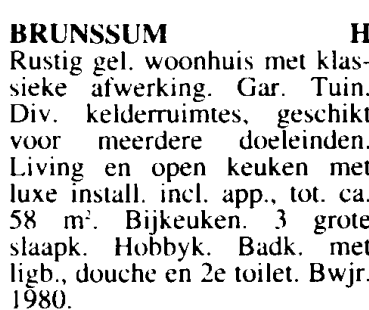 BRUNSSUM H
Rustig gel. woonhuis met klas-
sieke afwerking. Gar. Tuin.
Div. kelderruimtes, geschikt
voor meerdere doeleinden.
Living en open keuken met
luxe install. incl. app., tot. ca.
58 m². Bijkeuken. 3 grote
slaapk. Hobbyk. Badk. met
ligb., douche en 2e toilet. Bwjr.
1980.